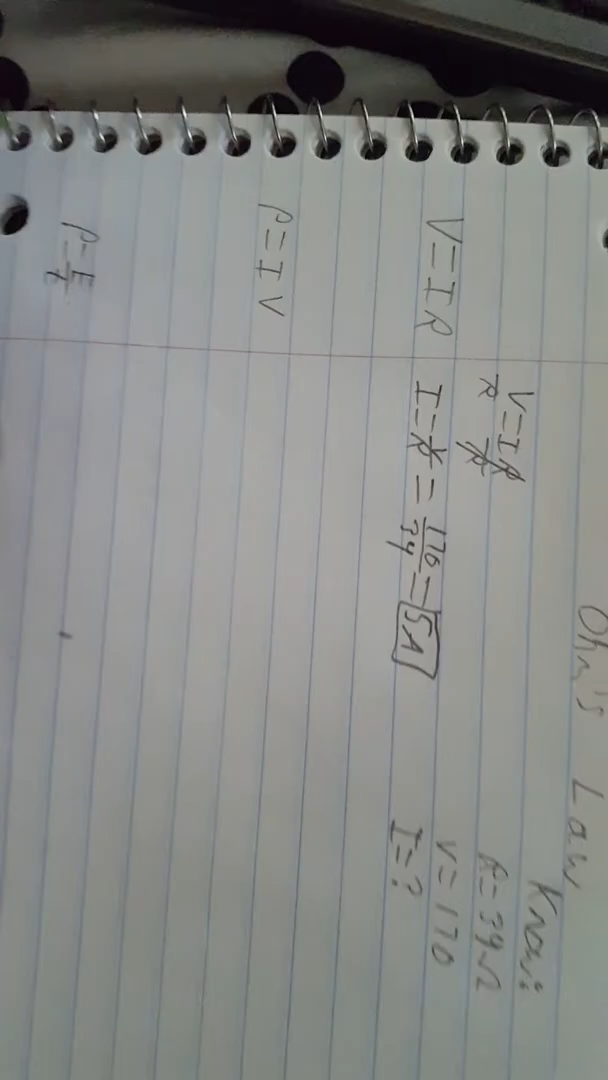 Ohm's Law
Know:
V=IR
R R
R=34Ω
V=IR
I=V/R=170/34=5A
V=170
I=?
P=IV
P=E/t